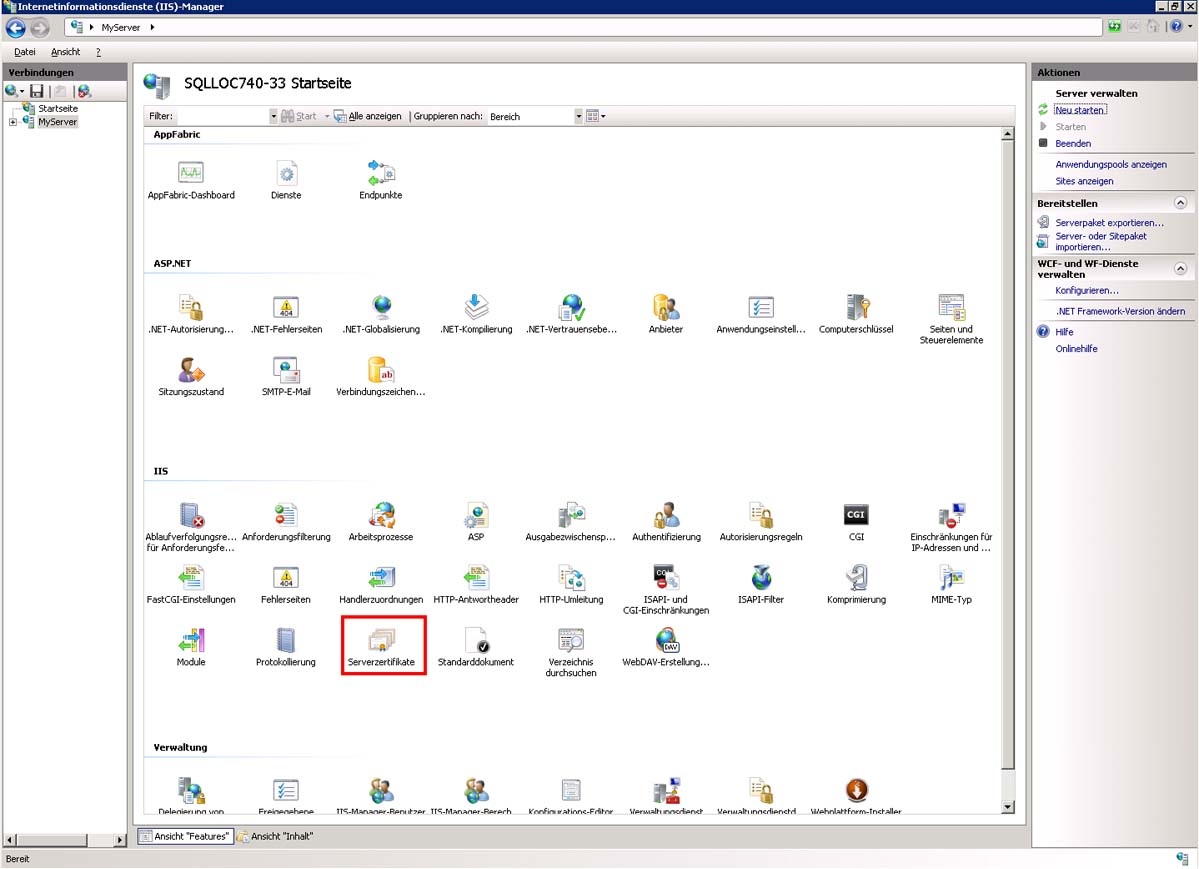 Internetinformationsdienste (IIS)-Manager
MyServer
Datei Ansicht ?
Verbindungen
Startseite
MyServer
SQLLOC740-33 Startseite
Filter: Start Alle anzeigen Gruppieren nach: Bereich
AppFabric
AppFabric-Dashboard Dienste Endpunkte
ASP.NET
.NET-Autorisierung... .NET-Fehlerseiten .NET-Globalisierung .NET-Kompilierung .NET-Vertrauensebe... Anbieter Anwendungseinstell... Computerschlüssel Seiten und
Steuerelemente
Sitzungszustand SMTP-E-Mail Verbindungszeichen...
IIS
Ablaufverfolgungsre... Anforderungsfilterung Arbeitsprozesse ASP Ausgabezwischensp... Authentifizierung Autorisierungsregeln CGI Einschränkungen für
für Anforderungsfe... IP-Adressen und ...
FastCGI-Einstellungen Fehlerseiten Handlerzuordnungen HTTP-Antwortheader HTTP-Umleitung ISAPI- und ISAPI-Filter Komprimierung MIME-Typ
CGI-Einschränkungen
Module Protokollierung Serverzertifikate Standarddokument Verzeichnis WebDAV-Erstellung...
durchsuchen
Verwaltung
Delegierung von Freigegebene IIS-Manager-Benutzer IIS-Manager-Berech Konfigurations-Editor Verwaltungsdienst Verwaltungsdienstd Webplattform-Installer
Ansicht "Features" Ansicht "Inhalt"
Bereit
Aktionen
Server verwalten
Neu starten
Starten
Beenden
Anwendungspools anzeigen
Sites anzeigen
Bereitstellen
Serverpaket exportieren...
Server- oder Sitepaket
importieren...
WCF- und WF-Dienste
verwalten
Konfigurieren...
.NET Framework-Version ändern
Hilfe
Onlinehilfe